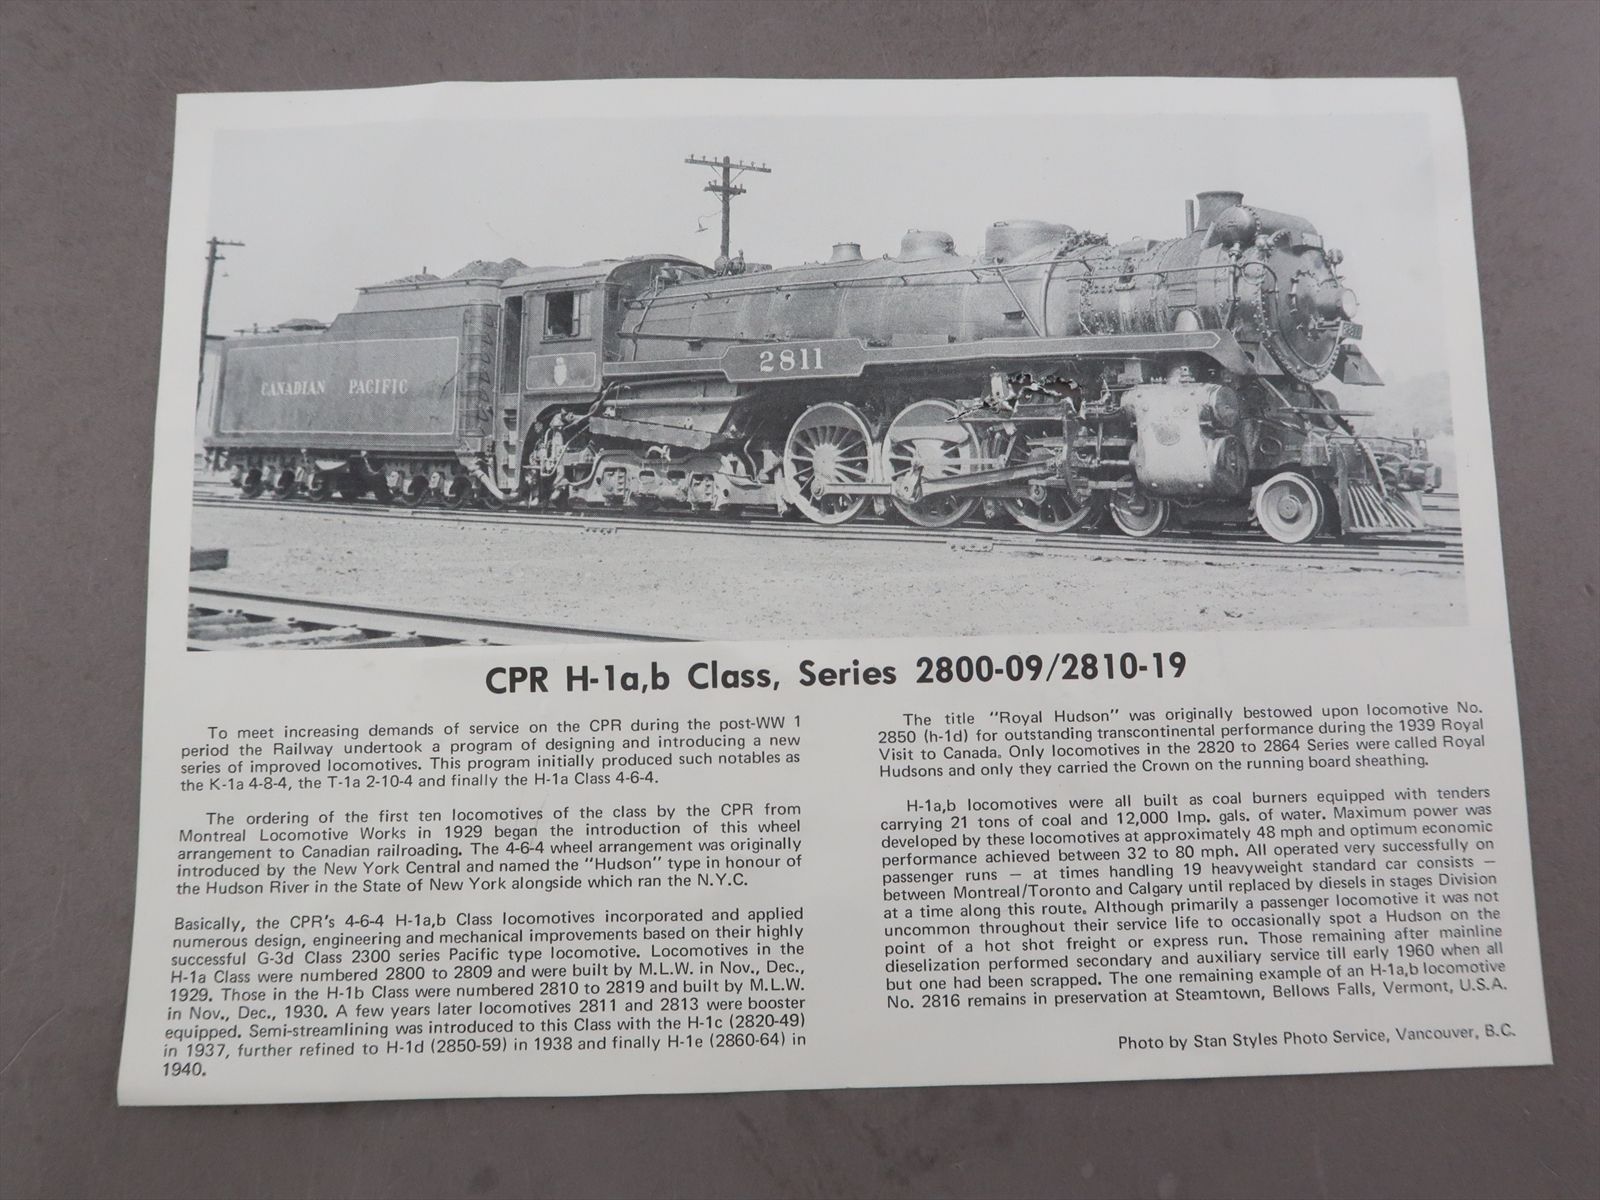 CANADIAN PACIFIC
2811
CPR H-1a,b Class, Series 2800-09/2810-19
To meet increasing demands of service on the CPR during the post-WW 1
period the Railway undertook a program of designing and introducing a new
series of improved locomotives. This program initially produced such notables as
the K-1a 4-8-4, the T-1a 2-10-4 and finally the H-1a Class 4-6-4.
The ordering of the first ten locomotives of the class by the CPR from
Montreal Locomotive Works in 1929 began the introduction of this wheel
arrangement to Canadian railroading. The 4-6-4 wheel arrangement was originally
introduced by the New York Central and named the "Hudson" type in honour of
the Hudson River in the State of New York alongside which ran the N.Y.C.
Basically, the CPR's 4-6-4 H-1a,b Class locomotives incorporated and applied
numerous design, engineering and mechanical improvements based on their highly
successful G-3d Class 2300 series Pacific type locomotive. Locomotives in the
H-1a Class were numbered 2800 to 2809 and were built by M.L.W. in Nov., Dec.,
1929. Those in the H-1b Class were numbered 2810 to 2819 and built by M.L.W.
in Nov., Dec., 1930. A few years later locomotives 2811 and 2813 were booster
equipped. Semi-streamlining was introduced to this Class with the H-1c (2820-49)
in 1937, further refined to H-1d (2850-59) in 1938 and finally H-1e (2860-64) in
1940.
The title "Royal Hudson" was originally bestowed upon locomotive No.
2850 (h-1d) for outstanding transcontinental performance during the 1939 Royal
Visit to Canada. Only locomotives in the 2820 to 2864 Series were called Royal
Hudsons and only they carried the Crown on the running board sheathing.
H-1a,b locomotives were all built as coal burners equipped with tenders
carrying 21 tons of coal and 12,000 Imp. gals. of water. Maximum power was
developed by these locomotives at approximately 48 mph and optimum economic
performance achieved between 32 to 80 mph. All operated very successfully on
passenger runs — at times handling 19 heavyweight standard car consists —
between Montreal/Toronto and Calgary until replaced by diesels in stages Division
at a time along this route. Although primarily a passenger locomotive it was not
uncommon throughout their service life to occasionally spot a Hudson on the
point of a hot shot freight or express run. Those remaining after mainline
dieselization performed secondary and auxiliary service till early 1960 when all
but one had been scrapped. The one remaining example of an H-1a,b locomotive
No. 2816 remains in preservation at Steamtown, Bellows Falls, Vermont, U.S.A.
Photo by Stan Styles Photo Service, Vancouver, B.C.